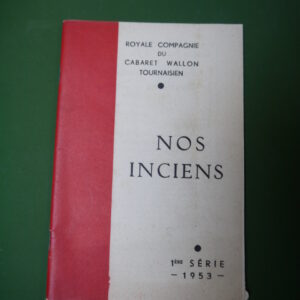 ROYALE COMPAGNIE
DU
CABARET WALLON
TOURNAISIEN
NOS
INCIENS
1ÈRE SÉRIE
— 1953 —